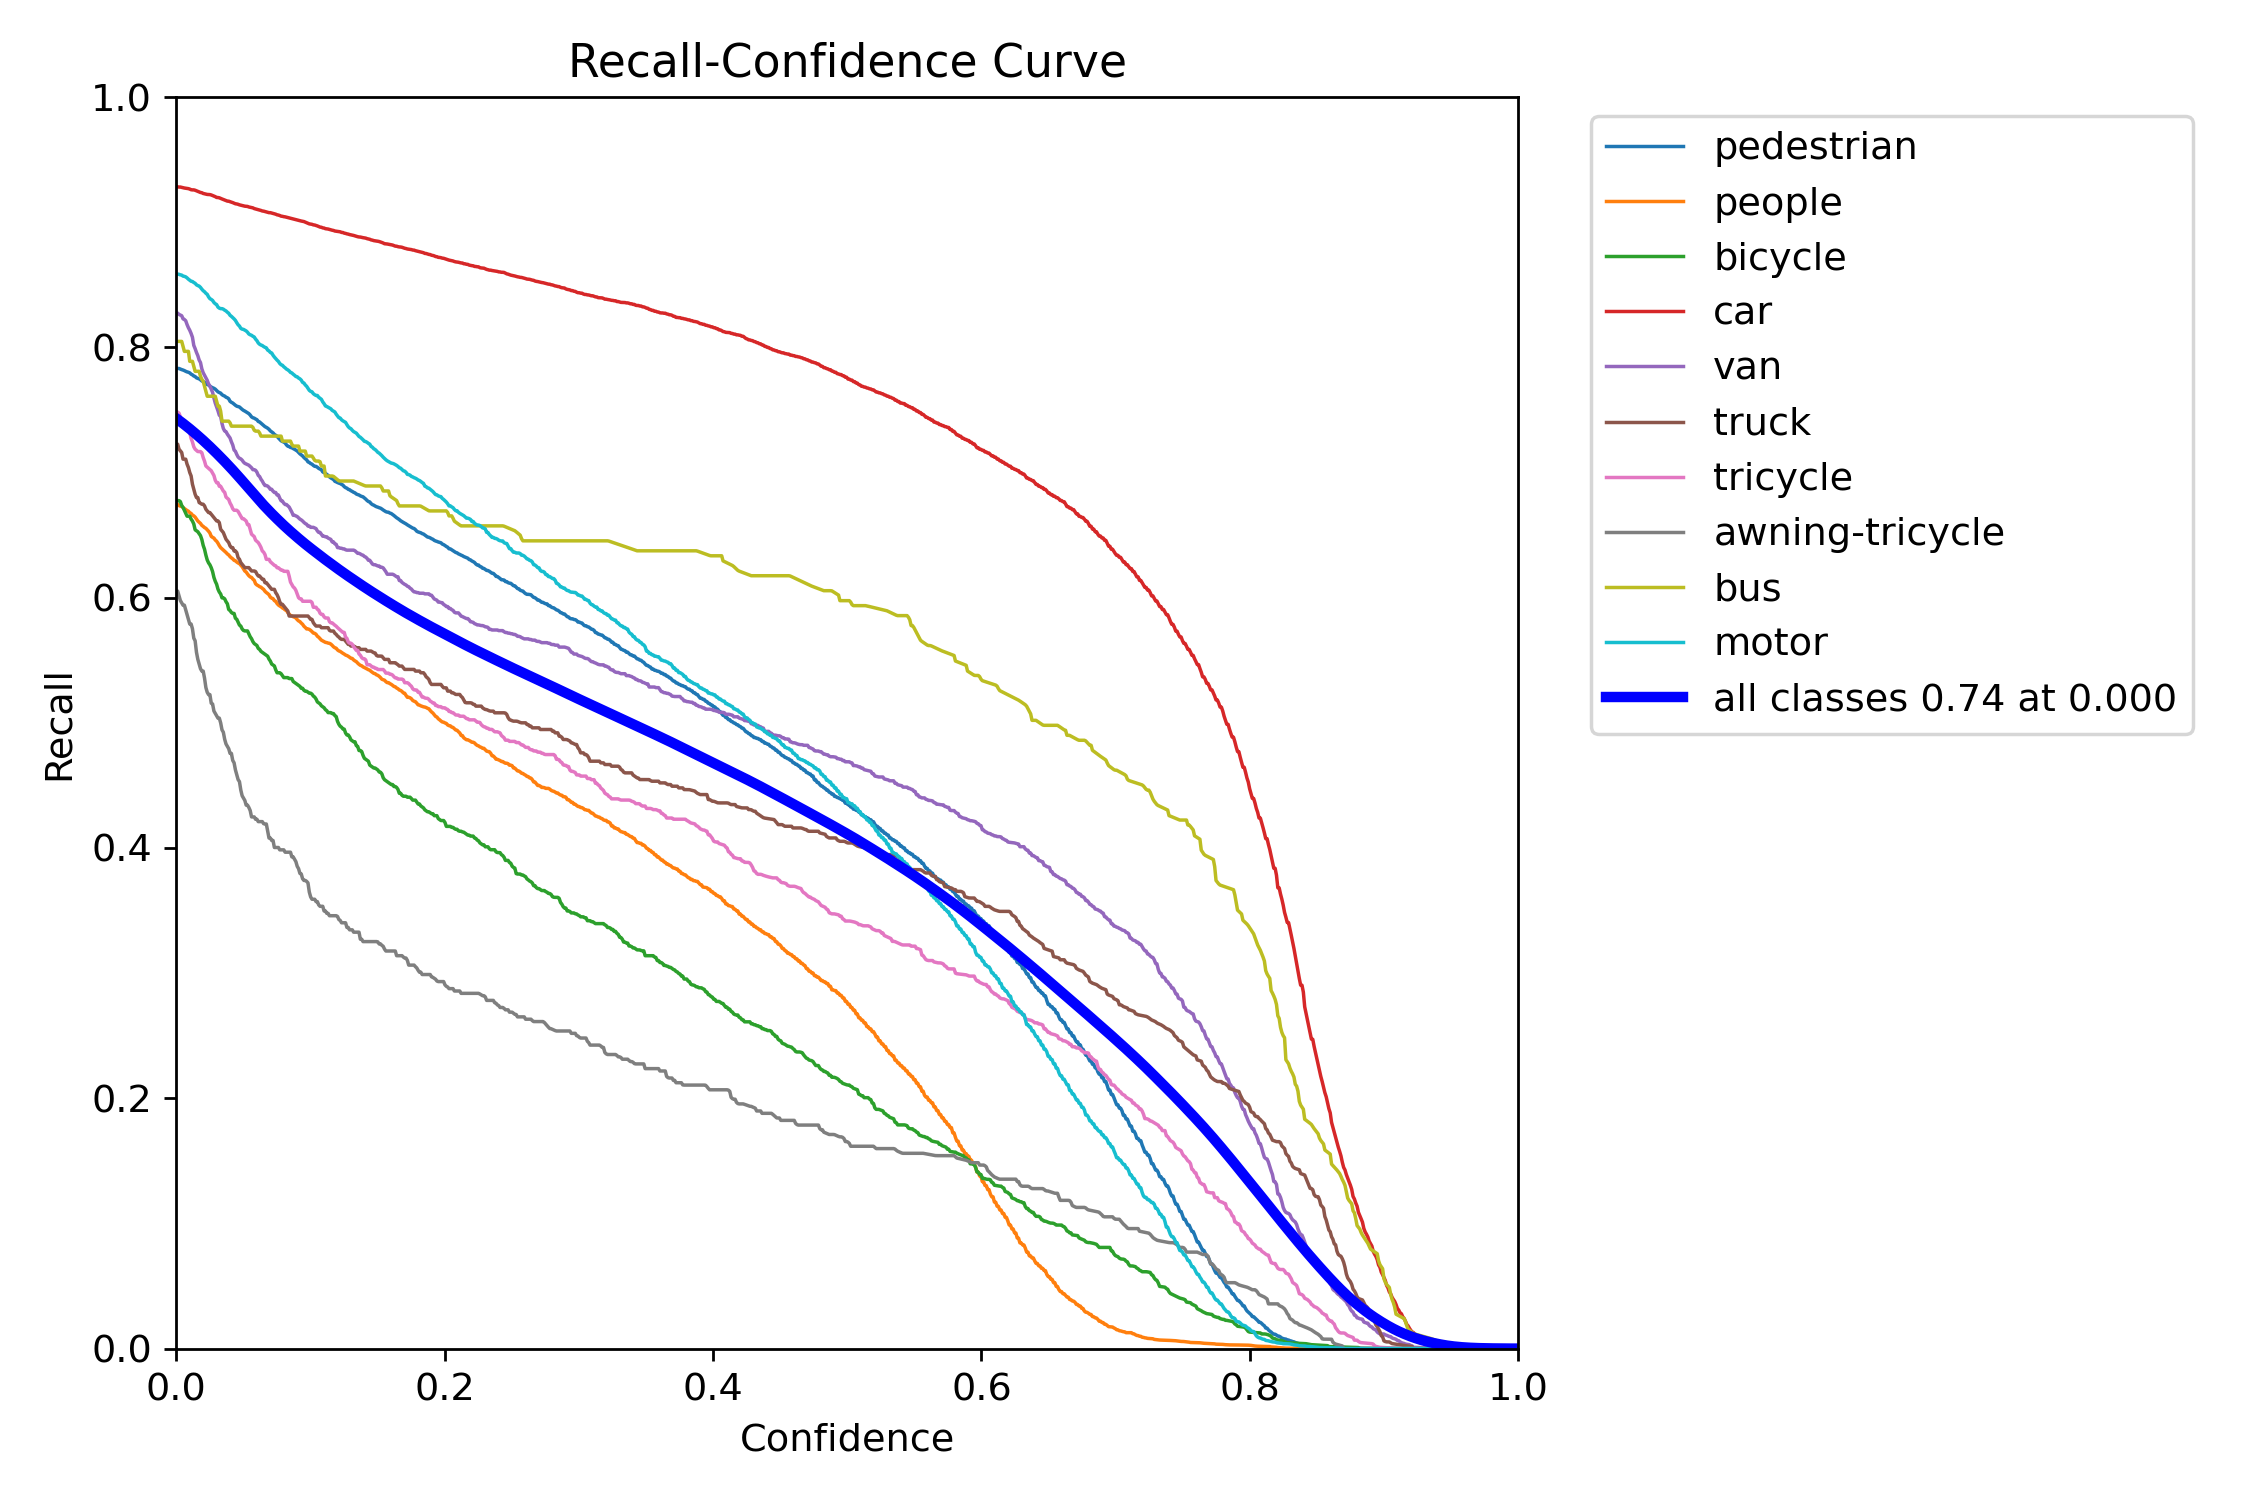 Recall-Confidence Curve
1.0
0.8
0.6
0.4
0.2
0.0
Recall
0.0 0.2 0.4 0.6 0.8 1.0
Confidence
pedestrian
people
bicycle
car
van
truck
tricycle
awning-tricycle
bus
motor
all classes 0.74 at 0.000